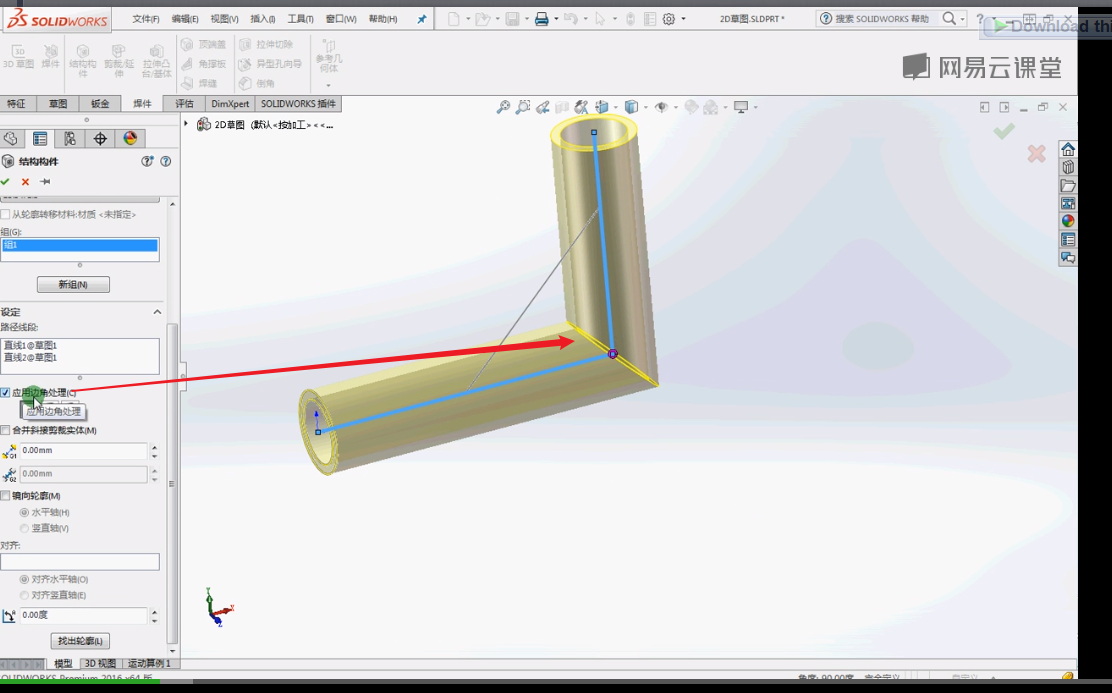 SOLIDWORKS 文件(F) 编辑(E) 视图(V) 插入(I) 工具(T) 窗口(W) 帮助(H) 2D草图.SLDPRT * 搜索 SOLIDWORKS 帮助
Download thi
网易云课堂
3D 草图 焊件 结构构件 剪裁/延伸 拉伸凸台/基体 顶端盖 角撑板 焊缝 拉伸切除 异型孔向导 倒角 参考几何体
特征 草图 钣金 焊件 评估 DimXpert SOLIDWORKS 插件
2D草图 (默认<按加工><<...
结构构件
从轮廓转移材料:材质 <未指定>
组(G):
组1
新组(N)
设定
路径线段:
直线1@草图1
直线2@草图1
应用边角处理(C)
应用边角处理
合并斜接剪裁实体(M)
G1 0.00mm
G2 0.00mm
镜向轮廓(M)
水平轴(H)
竖直轴(V)
对齐:
对齐水平轴(O)
对齐竖直轴(E)
0.00度
找出轮廓(L)
模型 3D 视图 运动算例 1
SOLIDWORKS Premium 2016 x64 版 角度: 90.00度 完全定义 自定义